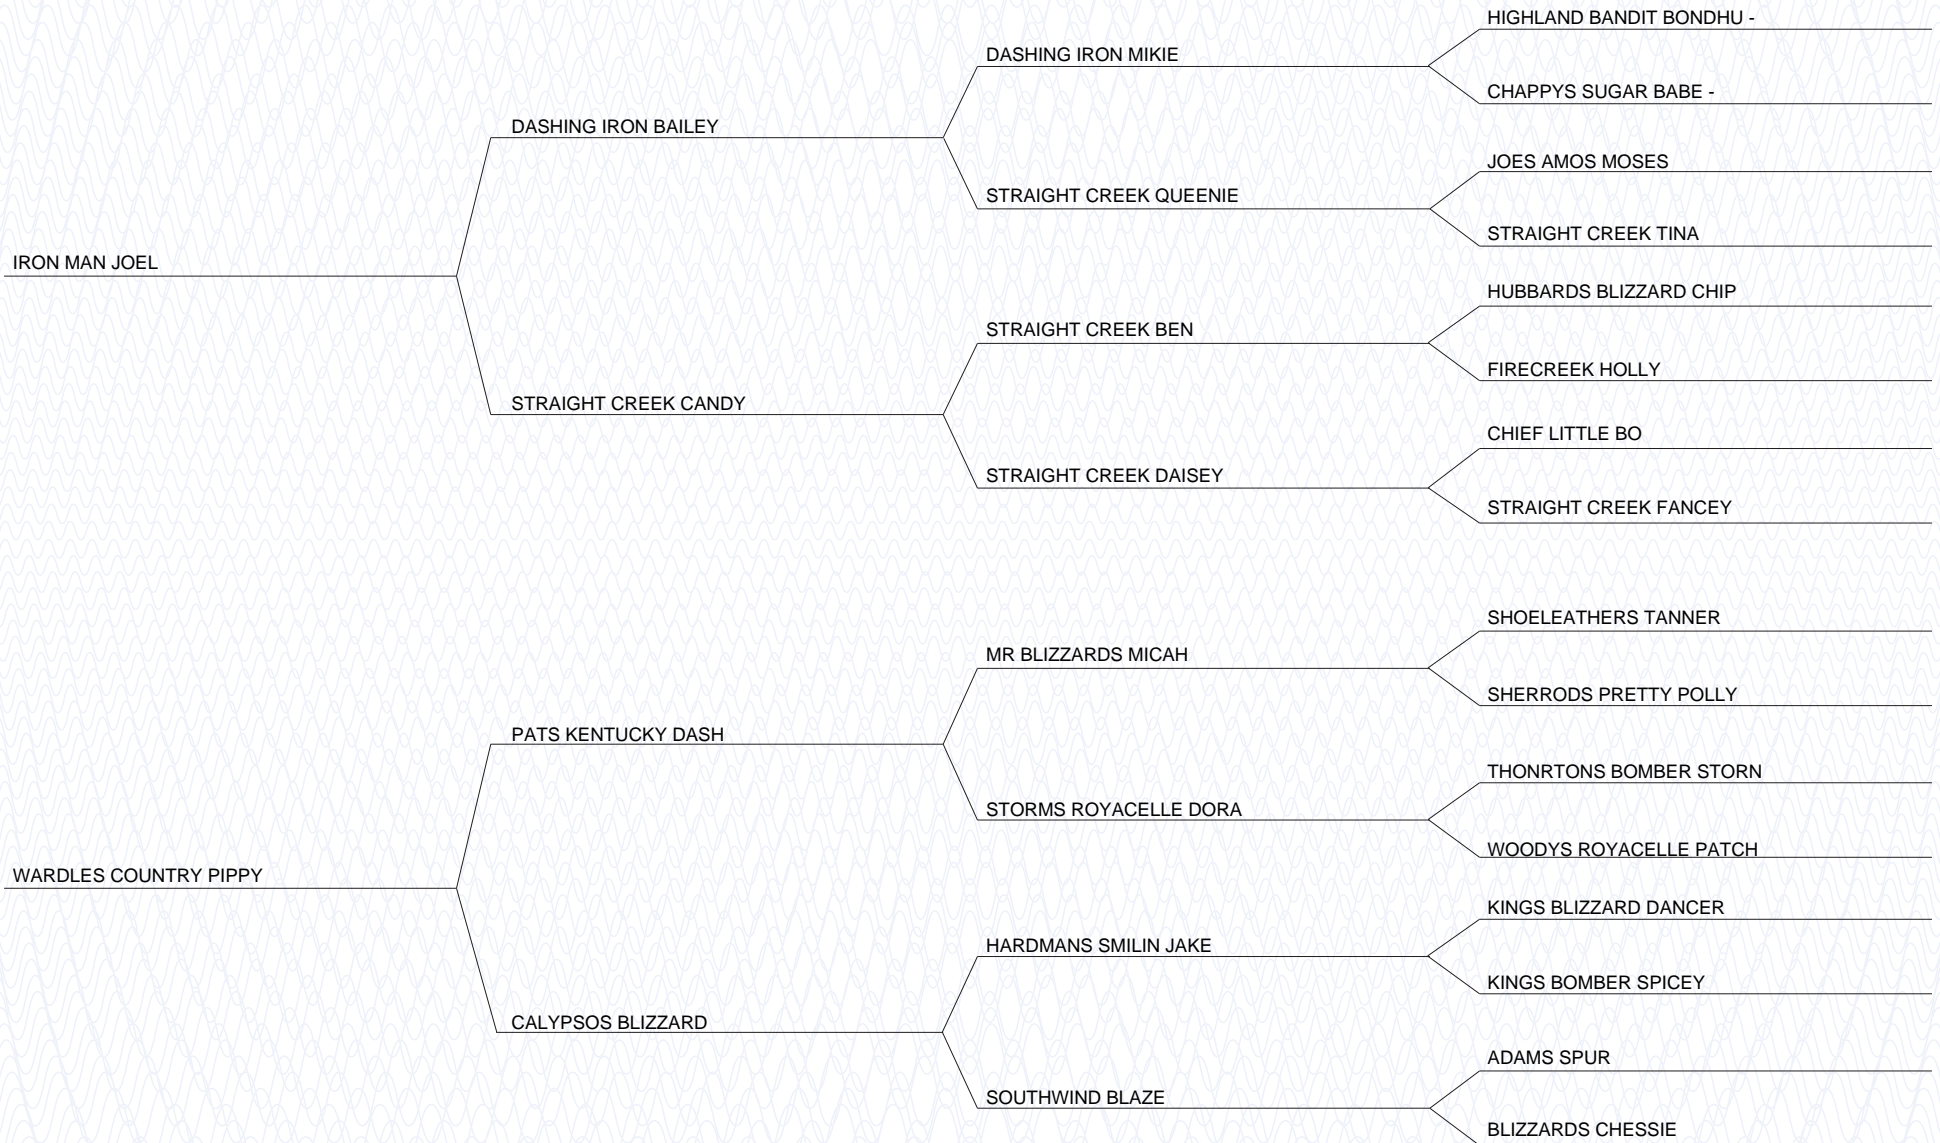 HIGHLAND BANDIT BONDHU -
DASHING IRON MIKIE
CHAPPYS SUGAR BABE -
DASHING IRON BAILEY
JOES AMOS MOSES
STRAIGHT CREEK QUEENIE
STRAIGHT CREEK TINA
IRON MAN JOEL
HUBBARDS BLIZZARD CHIP
STRAIGHT CREEK BEN
FIRECREEK HOLLY
STRAIGHT CREEK CANDY
CHIEF LITTLE BO
STRAIGHT CREEK DAISEY
STRAIGHT CREEK FANCEY
SHOELEATHERS TANNER
MR BLIZZARDS MICAH
SHERRODS PRETTY POLLY
PATS KENTUCKY DASH
THONRTONS BOMBER STORN
STORMS ROYACELLE DORA
WOODYS ROYACELLE PATCH
WARDLES COUNTRY PIPPY
KINGS BLIZZARD DANCER
HARDMANS SMILIN JAKE
KINGS BOMBER SPICEY
CALYPSOS BLIZZARD
ADAMS SPUR
SOUTHWIND BLAZE
BLIZZARDS CHESSIE